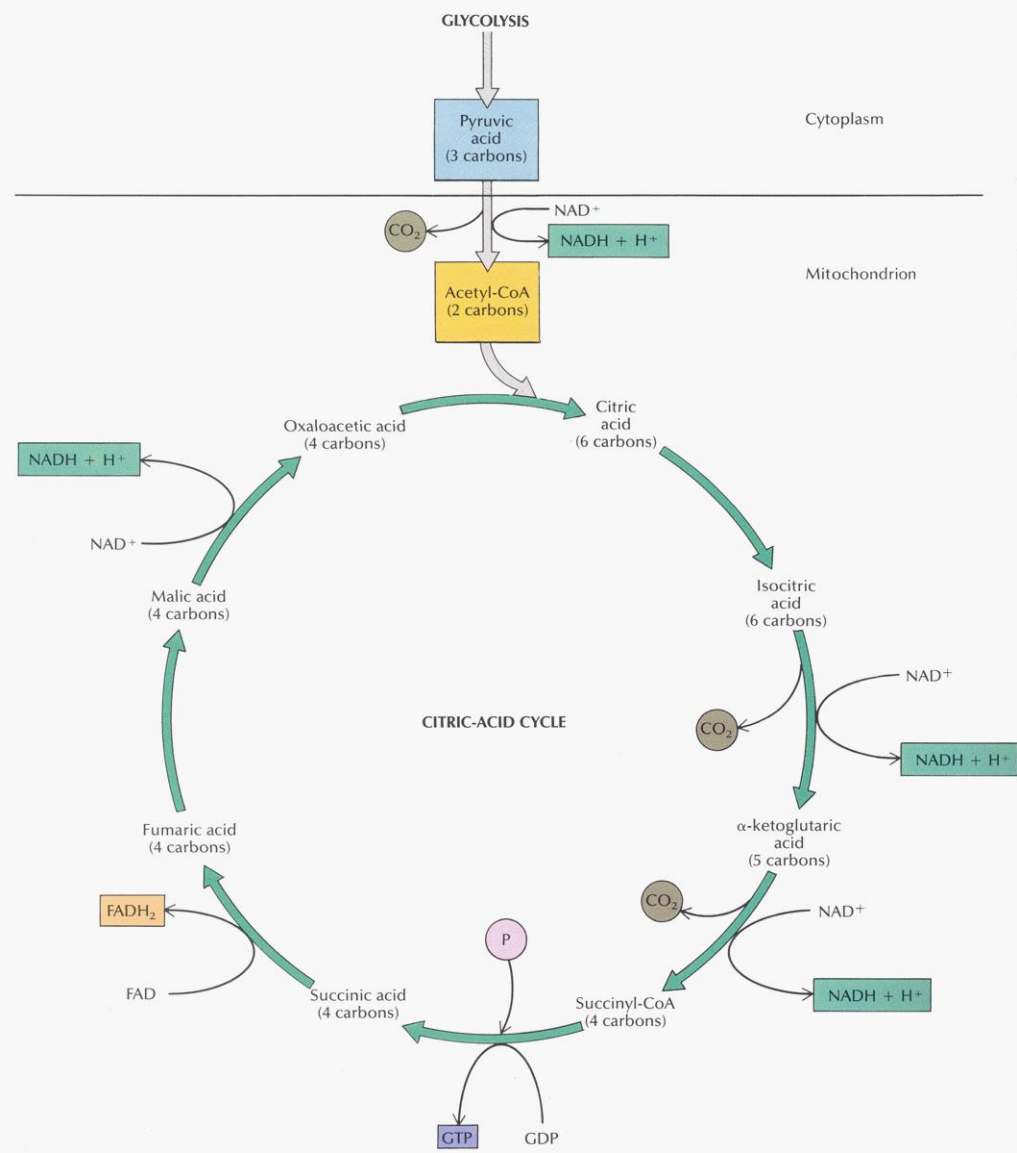 GLYCOLYSIS
Pyruvic
acid
(3 carbons)
Cytoplasm
CO₂
NAD⁺
NADH + H⁺
Mitochondrion
Acetyl-CoA
(2 carbons)
Oxaloacetic acid
(4 carbons)
Citric
acid
(6 carbons)
NADH + H⁺
NAD⁺
Malic acid
(4 carbons)
Isocitric
acid
(6 carbons)
NAD⁺
CO₂
NADH + H⁺
CITRIC-ACID CYCLE
Fumaric acid
(4 carbons)
α-ketoglutaric
acid
(5 carbons)
FADH₂
FAD
CO₂
NAD⁺
NADH + H⁺
P
Succinic acid
(4 carbons)
Succinyl-CoA
(4 carbons)
GTP
GDP